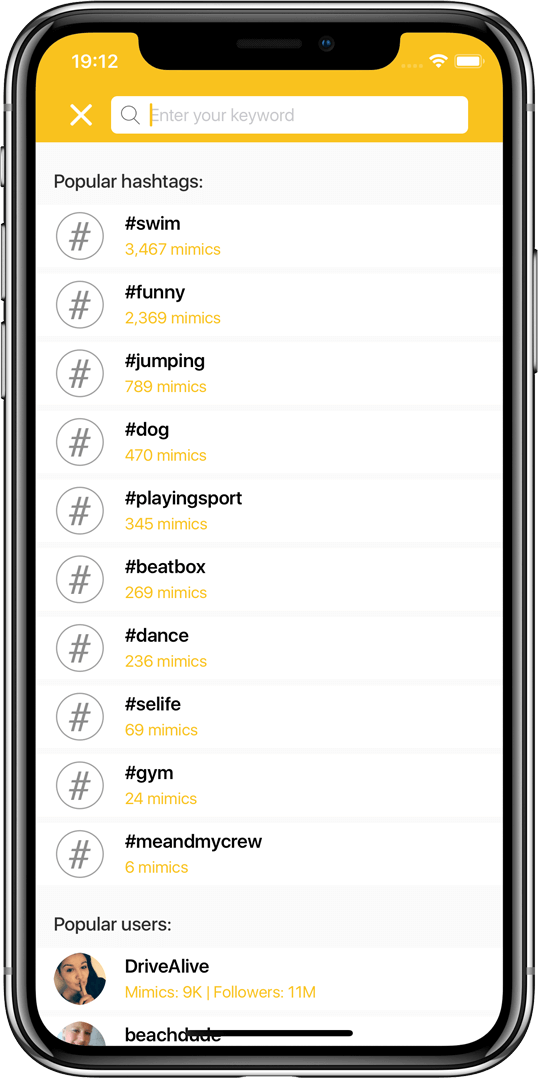 19:12
Enter your keyword
Popular hashtags:
#swim
3,467 mimics
#funny
2,369 mimics
#jumping
789 mimics
#dog
470 mimics
#playingsport
345 mimics
#beatbox
269 mimics
#dance
236 mimics
#selife
69 mimics
#gym
24 mimics
#meandmycrew
6 mimics
Popular users:
DriveAlive
Mimics: 9K | Followers: 11M
beachdude